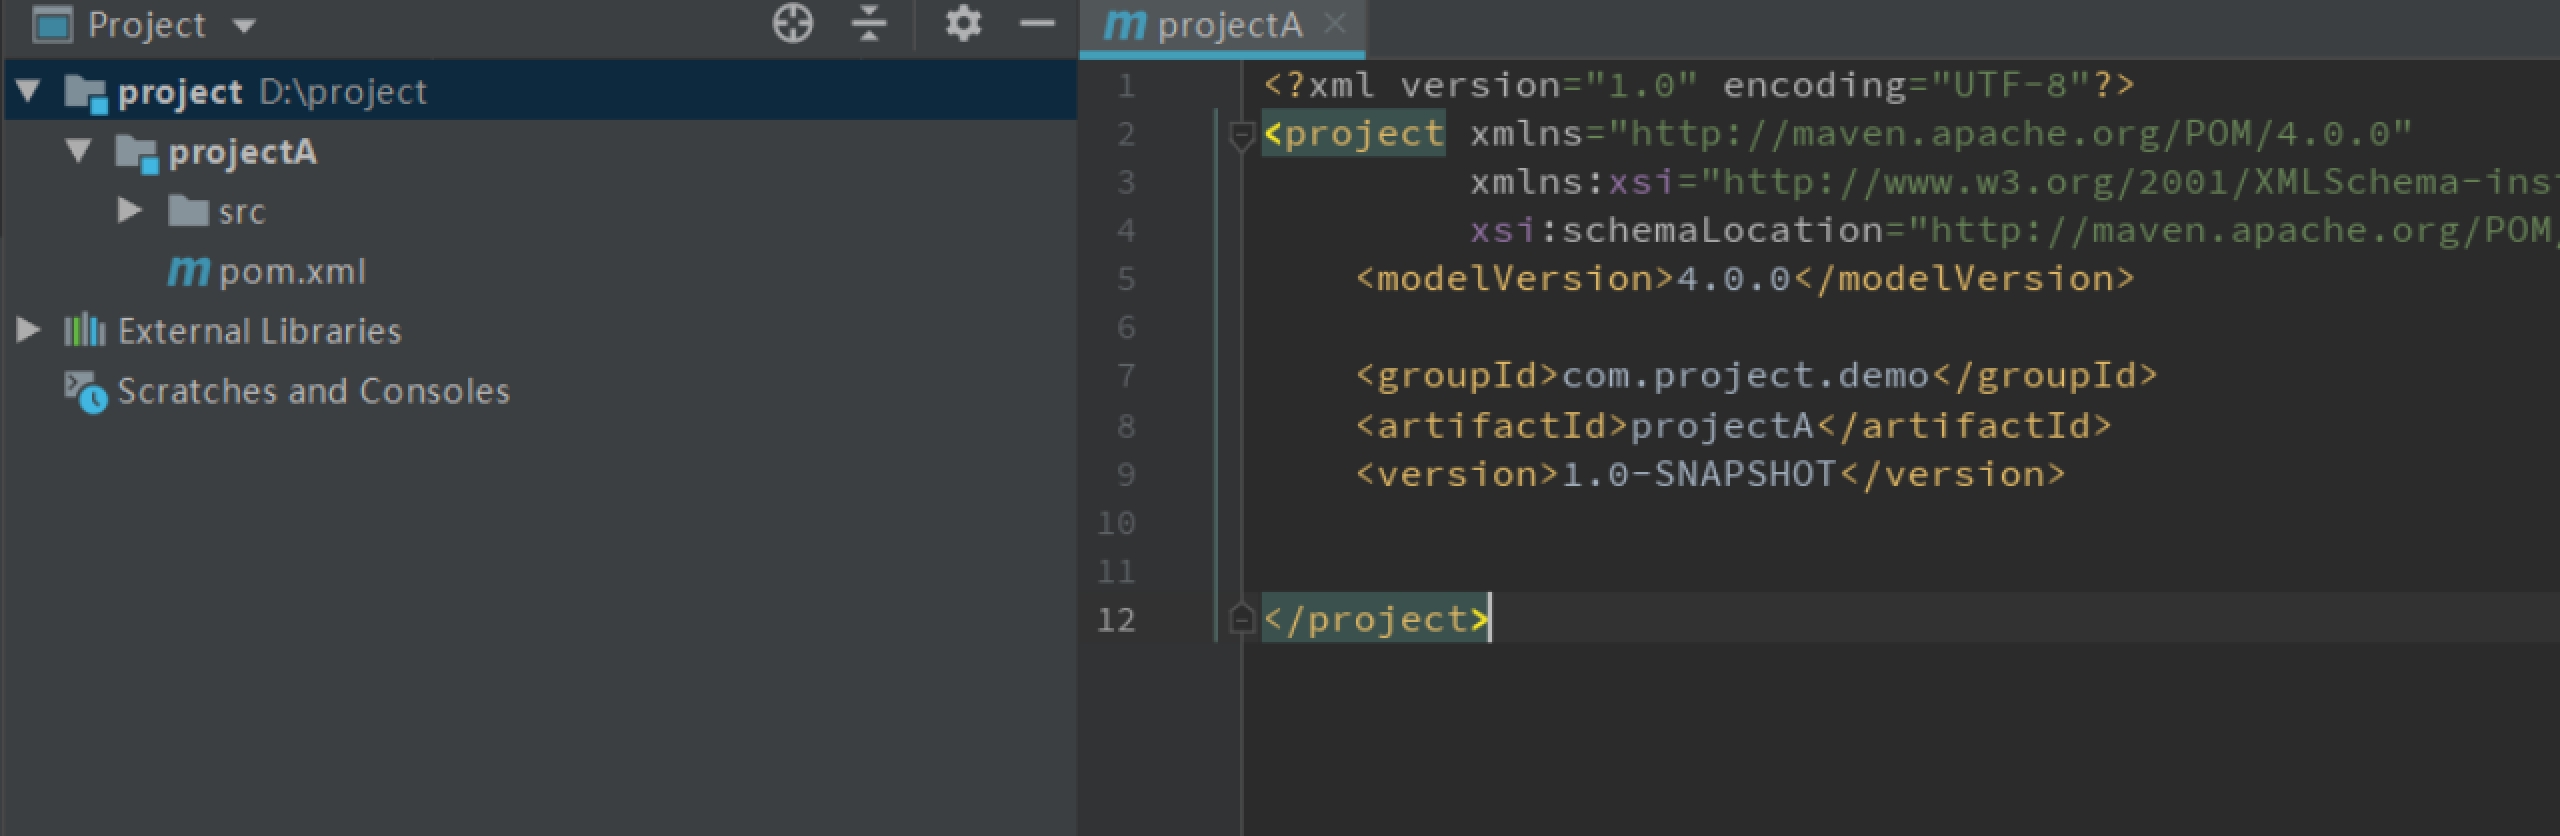 Project
project D:\project
projectA
src
pom.xml
External Libraries
Scratches and Consoles
projectA
1 <?xml version="1.0" encoding="UTF-8"?>
2 <project xmlns="http://maven.apache.org/POM/4.0.0"
3 xmlns:xsi="http://www.w3.org/2001/XMLSchema-ins
4 xsi:schemaLocation="http://maven.apache.org/POM
5 <modelVersion>4.0.0</modelVersion>
6
7 <groupId>com.project.demo</groupId>
8 <artifactId>projectA</artifactId>
9 <version>1.0-SNAPSHOT</version>
10
11
12 </project>